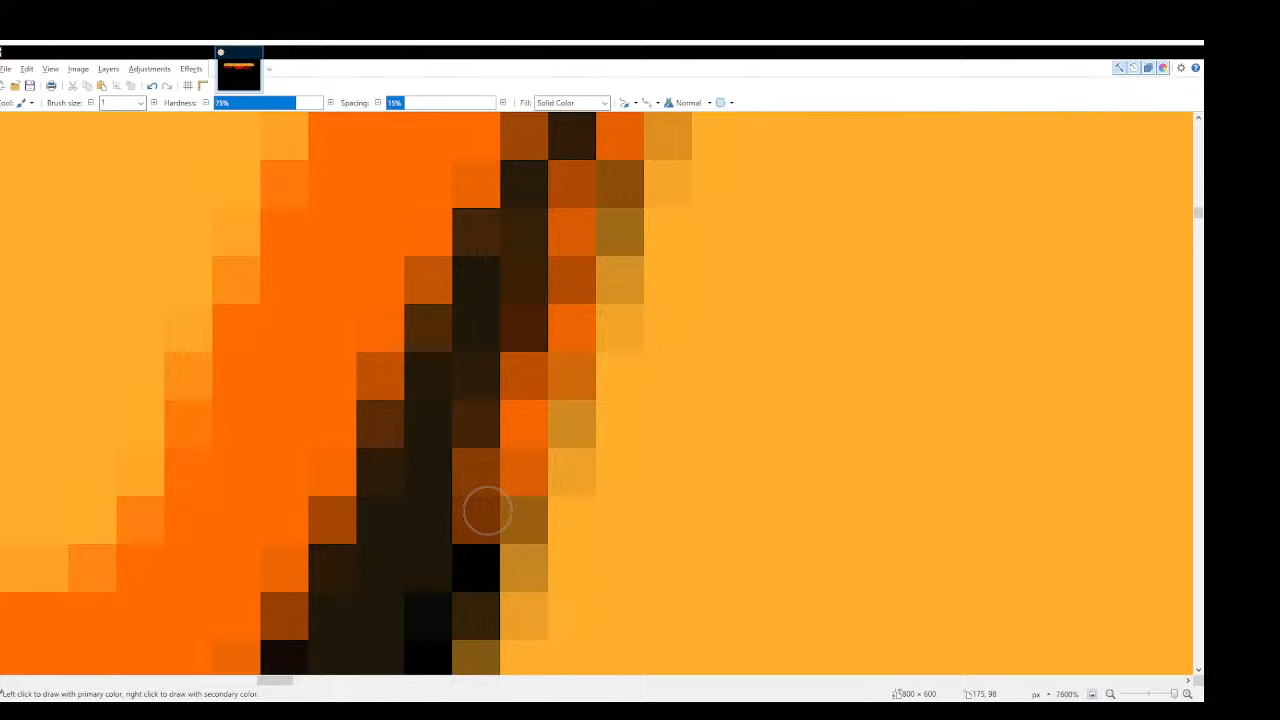 File Edit View Image Layers Adjustments Effects
Tool: Brush size: 1 Hardness: 75% Spacing: 15% Fill: Solid Color Normal
Left click to draw with primary color, right click to draw with secondary color. 800 × 600 175, 98 px 7600%